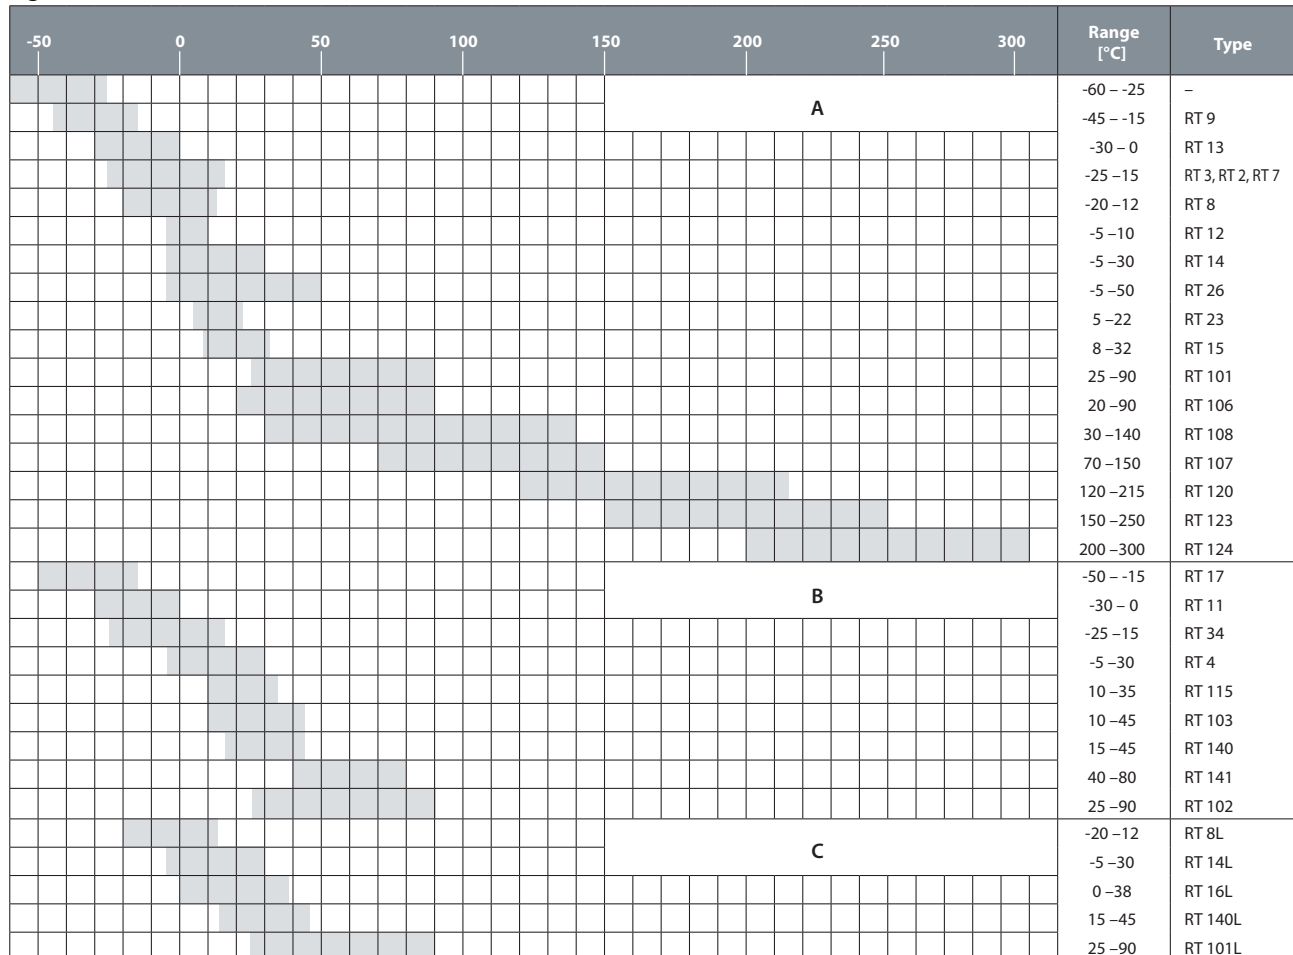 -50 0 50 100 150 200 250 300 Range [°C] Type
A
-60 – -25 –
-45 – -15 RT 9
-30 – 0 RT 13
-25 –15 RT 3, RT 2, RT 7
-20 –12 RT 8
-5 –10 RT 12
-5 –30 RT 14
-5 –50 RT 26
5 –22 RT 23
8 –32 RT 15
25 –90 RT 101
20 –90 RT 106
30 –140 RT 108
70 –150 RT 107
120 –215 RT 120
150 –250 RT 123
200 –300 RT 124
B
-50 – -15 RT 17
-30 – 0 RT 11
-25 –15 RT 34
-5 –30 RT 4
10 –35 RT 115
10 –45 RT 103
15 –45 RT 140
40 –80 RT 141
25 –90 RT 102
C
-20 –12 RT 8L
-5 –30 RT 14L
0 –38 RT 16L
15 –45 RT 140L
25 –90 RT 101L